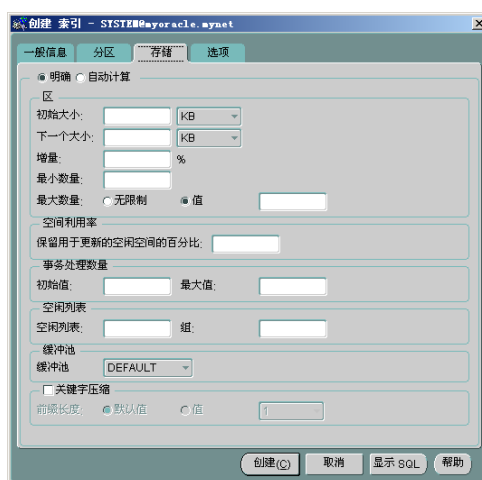 创建 索引 - SYSTEM@myoracle.mynet
一般信息 分区 存储 选项
明确 自动计算
区
初始大小: KB
下一个大小: KB
增量: %
最小数量:
最大数量: 无限制 值
空间利用率
保留用于更新的空闲空间的百分比:
事务处理数量
初始值: 最大值:
空闲列表
空闲列表: 组:
缓冲池
缓冲池 DEFAULT
关键字压缩
前缀长度: 默认值 值 1
创建(C) 取消 显示 SQL 帮助